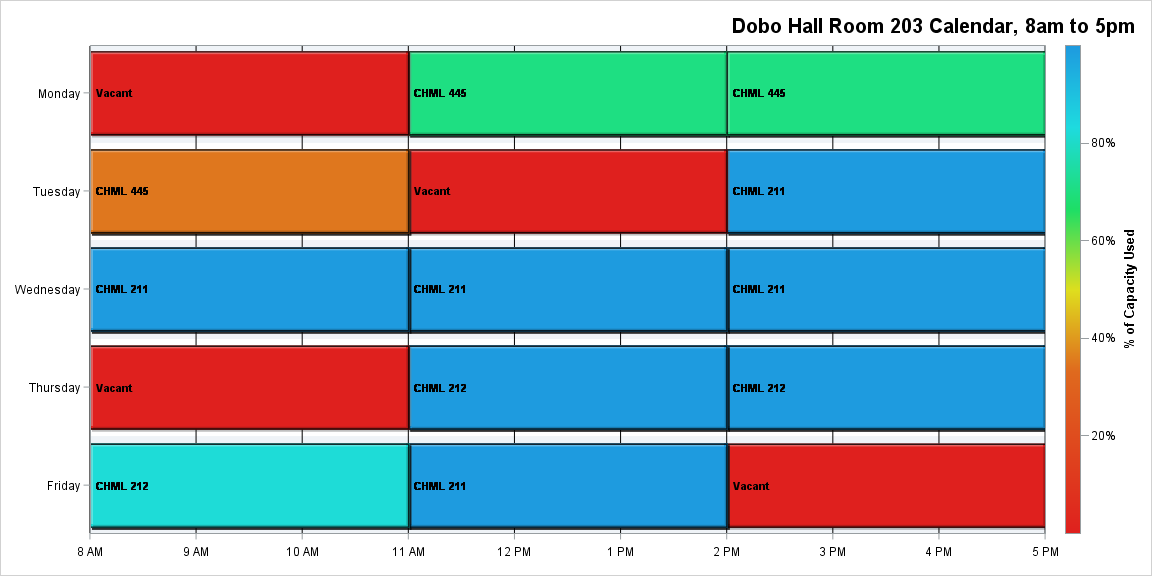 Dobo Hall Room 203 Calendar, 8am to 5pm
Monday
Vacant
CHML 445
CHML 445
Tuesday
CHML 445
Vacant
CHML 211
Wednesday
CHML 211
CHML 211
CHML 211
Thursday
Vacant
CHML 212
CHML 212
Friday
CHML 212
CHML 211
Vacant
8 AM
9 AM
10 AM
11 AM
12 PM
1 PM
2 PM
3 PM
4 PM
5 PM
80%
60%
40%
20%
% of Capacity Used